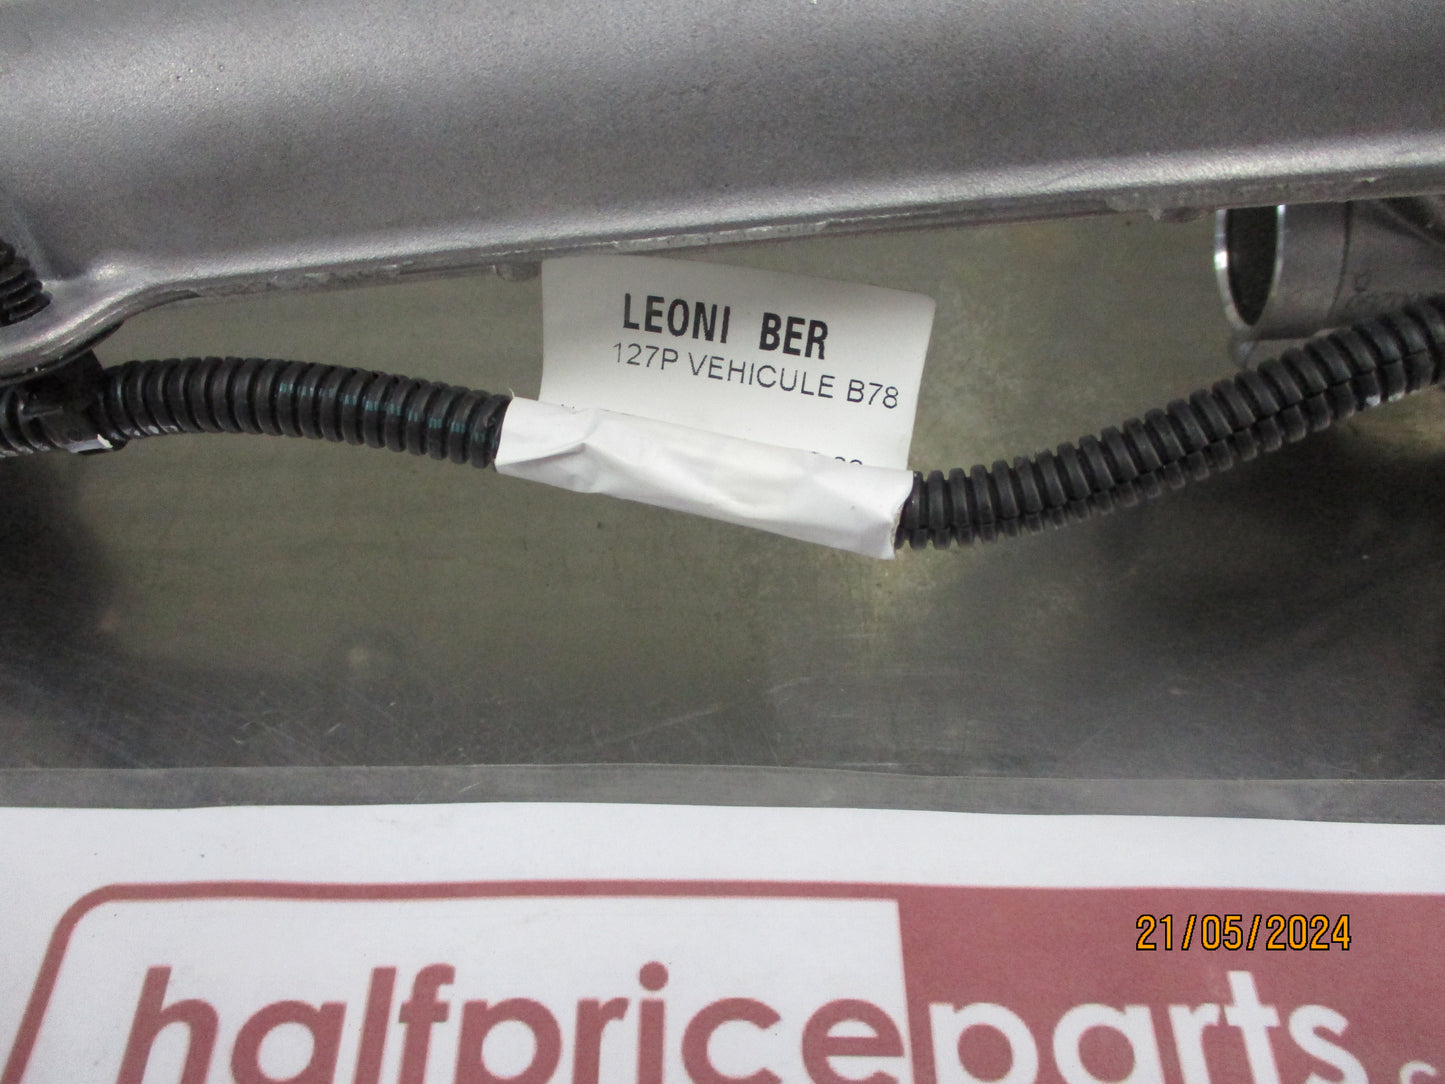 LEONI BER
127P VEHICULE B78
21/05/2024
halfpriceparts.c